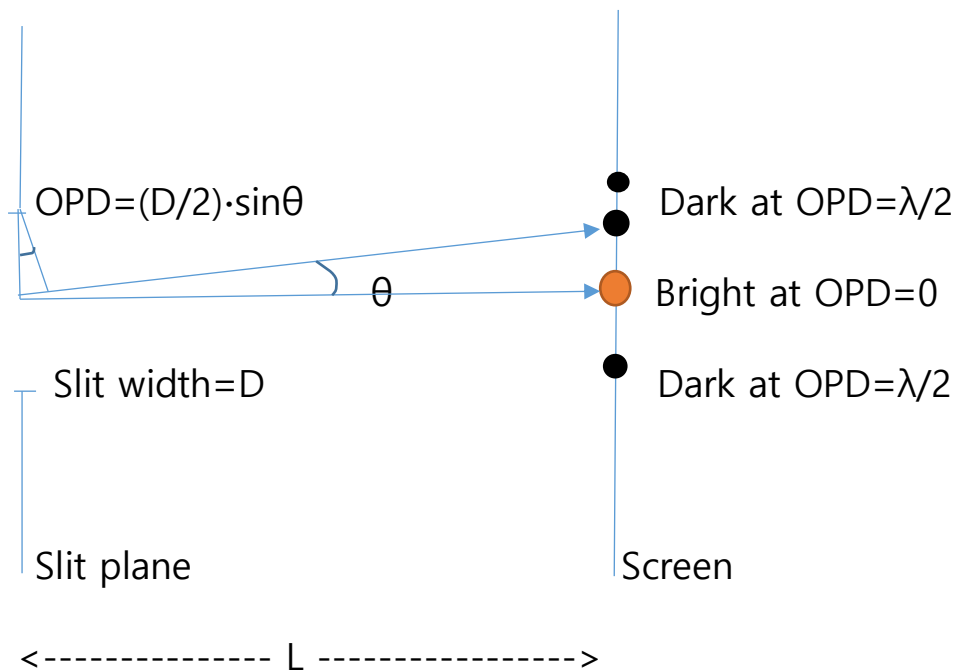 OPD=(D/2)·sinθ
Dark at OPD=λ/2
θ
Bright at OPD=0
Slit width=D
Dark at OPD=λ/2
Slit plane
Screen
<--------------- L ----------------->